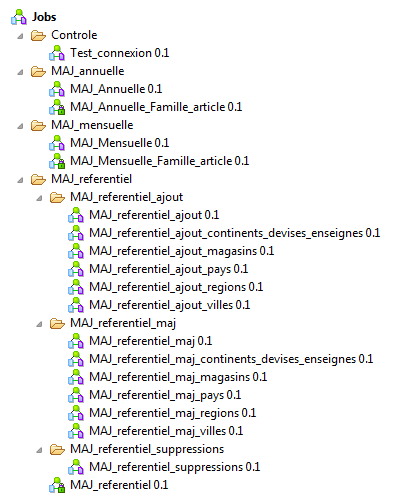 Jobs
Controle
Test_connexion 0.1
MAJ_annuelle
MAJ_Annuelle 0.1
MAJ_Annuelle_Famille_article 0.1
MAJ_mensuelle
MAJ_Mensuelle 0.1
MAJ_Mensuelle_Famille_article 0.1
MAJ_referentiel
MAJ_referentiel_ajout
MAJ_referentiel_ajout 0.1
MAJ_referentiel_ajout_continents_devises_enseignes 0.1
MAJ_referentiel_ajout_magasins 0.1
MAJ_referentiel_ajout_pays 0.1
MAJ_referentiel_ajout_regions 0.1
MAJ_referentiel_ajout_villes 0.1
MAJ_referentiel_maj
MAJ_referentiel_maj 0.1
MAJ_referentiel_maj_continents_devises_enseignes 0.1
MAJ_referentiel_maj_magasins 0.1
MAJ_referentiel_maj_pays 0.1
MAJ_referentiel_maj_regions 0.1
MAJ_referentiel_maj_villes 0.1
MAJ_referentiel_suppressions
MAJ_referentiel_suppressions 0.1
MAJ_referentiel 0.1